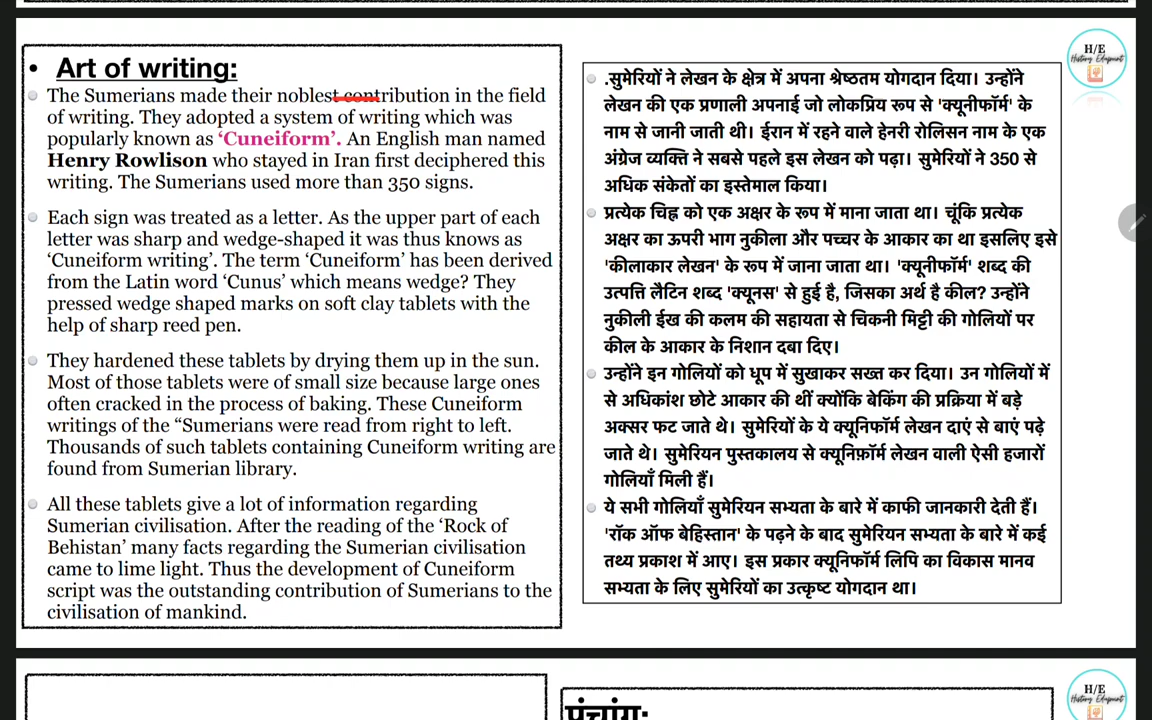 • Art of writing:
The Sumerians made their noblest contribution in the field
of writing. They adopted a system of writing which was
popularly known as ‘Cuneiform’. An English man named
Henry Rowlison who stayed in Iran first deciphered this
writing. The Sumerians used more than 350 signs.
Each sign was treated as a letter. As the upper part of each
letter was sharp and wedge-shaped it was thus knows as
‘Cuneiform writing’. The term ‘Cuneiform’ has been derived
from the Latin word ‘Cunus’ which means wedge? They
pressed wedge shaped marks on soft clay tablets with the
help of sharp reed pen.
They hardened these tablets by drying them up in the sun.
Most of those tablets were of small size because large ones
often cracked in the process of baking. These Cuneiform
writings of the “Sumerians were read from right to left.
Thousands of such tablets containing Cuneiform writing are
found from Sumerian library.
All these tablets give a lot of information regarding
Sumerian civilisation. After the reading of the ‘Rock of
Behistan’ many facts regarding the Sumerian civilisation
came to lime light. Thus the development of Cuneiform
script was the outstanding contribution of Sumerians to the
civilisation of mankind.
.सुमेरियों ने लेखन के क्षेत्र में अपना श्रेष्ठतम योगदान दिया। उन्होंने
लेखन की एक प्रणाली अपनाई जो लोकप्रिय रूप से 'क्यूनीफॉर्म' के
नाम से जानी जाती थी। ईरान में रहने वाले हेनरी रोलिसन नाम के एक
अंग्रेज व्यक्ति ने सबसे पहले इस लेखन को पढ़ा। सुमेरियों ने 350 से
अधिक संकेतों का इस्तेमाल किया।
प्रत्येक चिह्न को एक अक्षर के रूप में माना जाता था। चूंकि प्रत्येक
अक्षर का ऊपरी भाग नुकीला और पच्चर के आकार का था इसलिए इसे
'कीलाकार लेखन' के रूप में जाना जाता था। 'क्यूनीफॉर्म' शब्द की
उत्पत्ति लैटिन शब्द 'क्यूनस' से हुई है, जिसका अर्थ है कील? उन्होंने
नुकीली ईख की कलम की सहायता से चिकनी मिट्टी की गोलियों पर
कील के आकार के निशान दबा दिए।
उन्होंने इन गोलियों को धूप में सुखाकर सख्त कर दिया। उन गोलियों में
से अधिकांश छोटे आकार की थीं क्योंकि बेकिंग की प्रक्रिया में बड़े
अक्सर फट जाते थे। सुमेरियों के ये क्यूनिफॉर्म लेखन दाएं से बाएं पढ़े
जाते थे। सुमेरियन पुस्तकालय से क्यूनिफ़ॉर्म लेखन वाली ऐसी हजारों
गोलियाँ मिली हैं।
ये सभी गोलियाँ सुमेरियन सभ्यता के बारे में काफी जानकारी देती हैं।
'रॉक ऑफ बेहिस्तान' के पढ़ने के बाद सुमेरियन सभ्यता के बारे में कई
तथ्य प्रकाश में आए। इस प्रकार क्यूनिफॉर्म लिपि का विकास मानव
सभ्यता के लिए सुमेरियों का उत्कृष्ट योगदान था।
H/E
History Eloquent
पंचांग:
H/E
History Eloquent